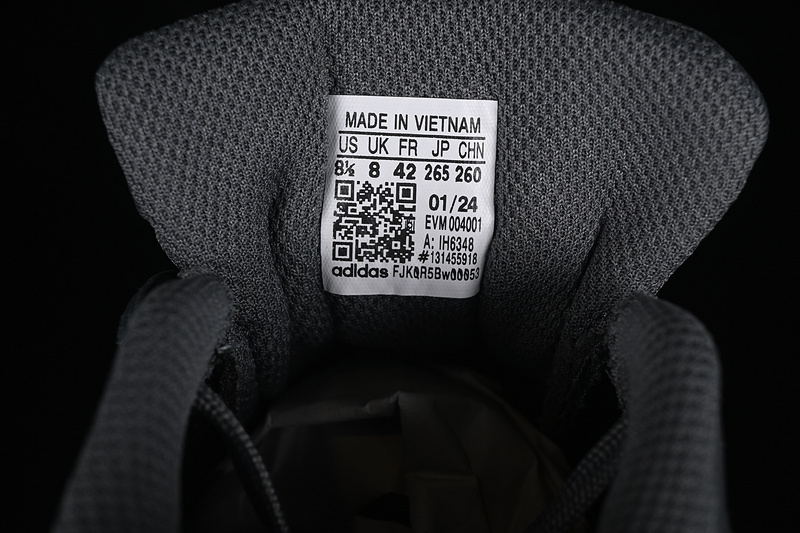 MADE IN VIETNAM
US UK FR JP CHN
8½ 8 42 265 260
01/24
EVM 004001
A: IH6348
#131455918
adidas FJK0R5Bw00053